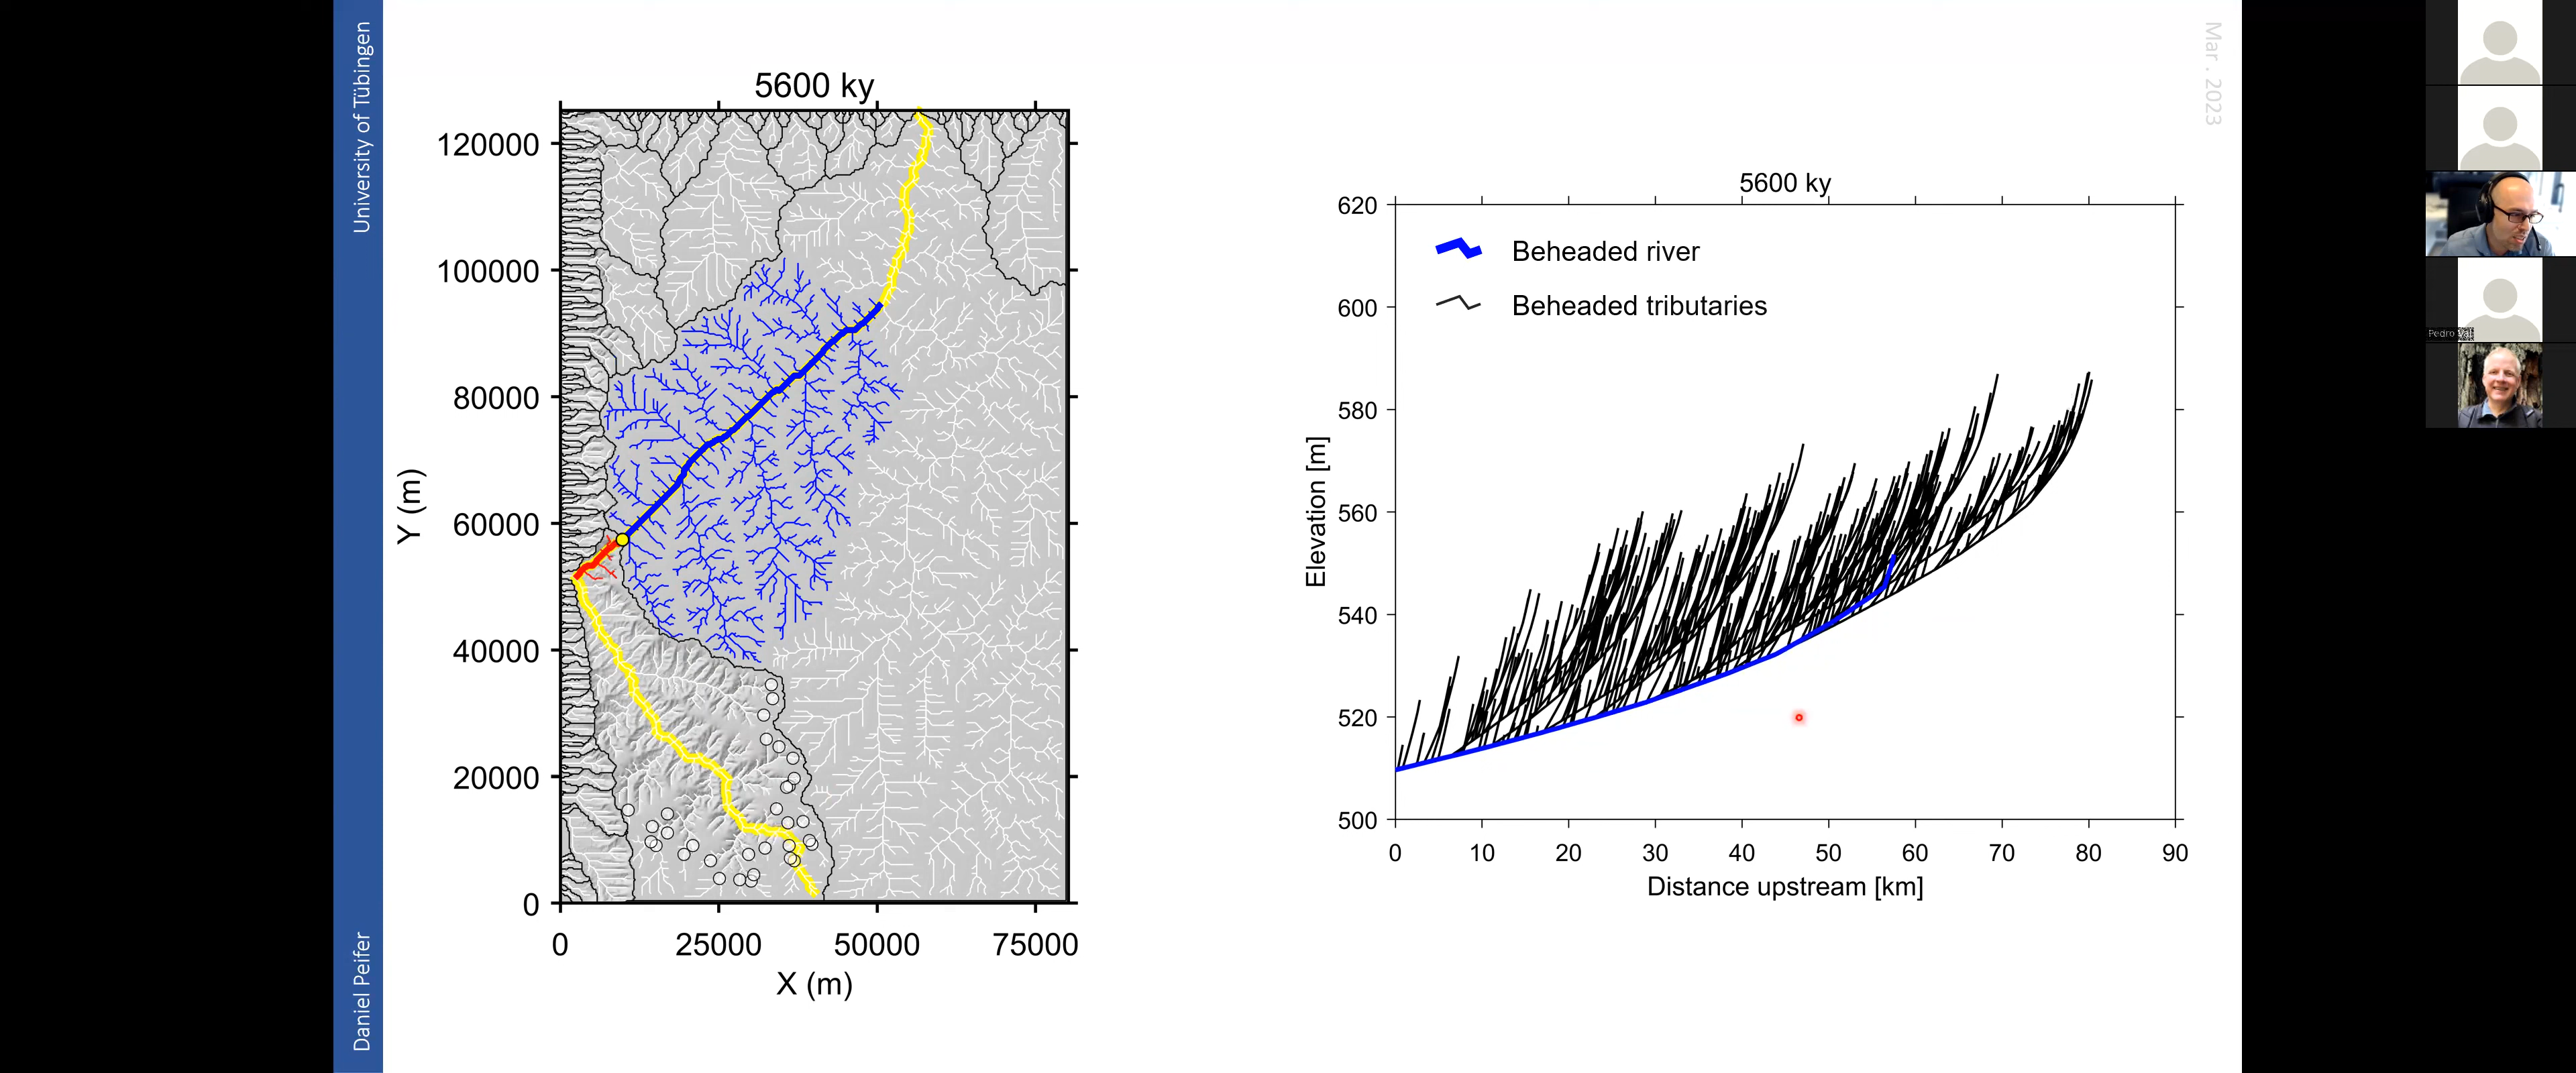 University of Tübingen
Daniel Peifer
Mar . 2023
5600 ky
120000
100000
80000
60000
40000
20000
0
Y (m)
0 25000 50000 75000
X (m)
5600 ky
620
600
580
560
540
520
500
Elevation [m]
Beheaded river
Beheaded tributaries
0 10 20 30 40 50 60 70 80 90
Distance upstream [km]
Pedro